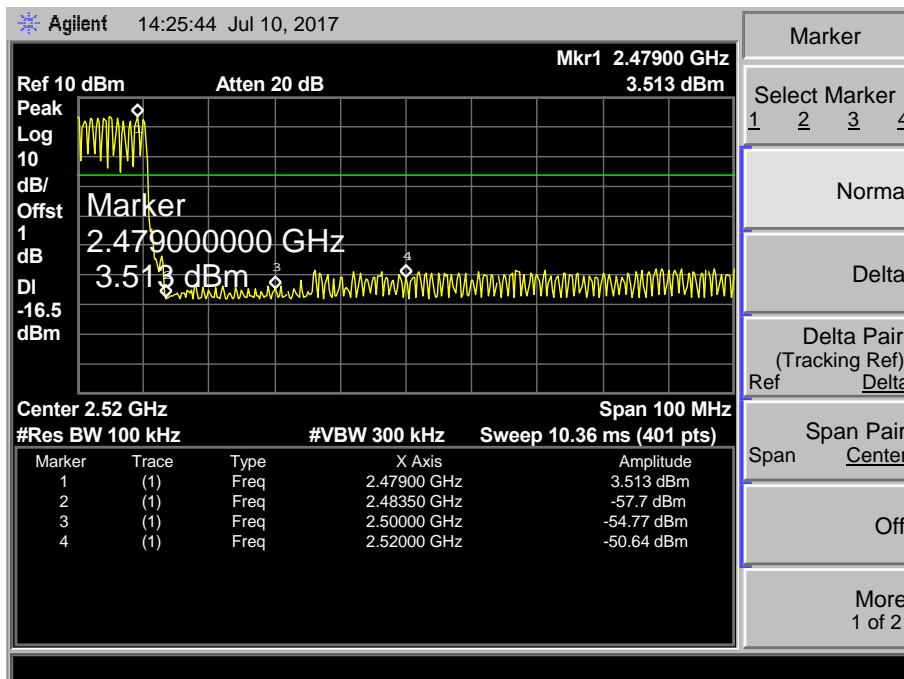 Agilent 14:25:44 Jul 10, 2017
Mkr1 2.47900 GHz
Ref 10 dBm Atten 20 dB 3.513 dBm
Peak
Log
10
dB/
Offst
1
dB
DI
-16.5
dBm
1
3
4
Marker
2.479000000 GHz
3.513 dBm
Center 2.52 GHz Span 100 MHz
#Res BW 100 kHz #VBW 300 kHz Sweep 10.36 ms (401 pts)
Marker Trace Type X Axis Amplitude
1 (1) Freq 2.47900 GHz 3.513 dBm
2 (1) Freq 2.48350 GHz -57.7 dBm
3 (1) Freq 2.50000 GHz -54.77 dBm
4 (1) Freq 2.52000 GHz -50.64 dBm
Marker
Select Marker
1 2 3 4
Norma
Delta
Delta Pair
(Tracking Ref)
Ref Delta
Span Pair
Span Center
Off
More
1 of 2